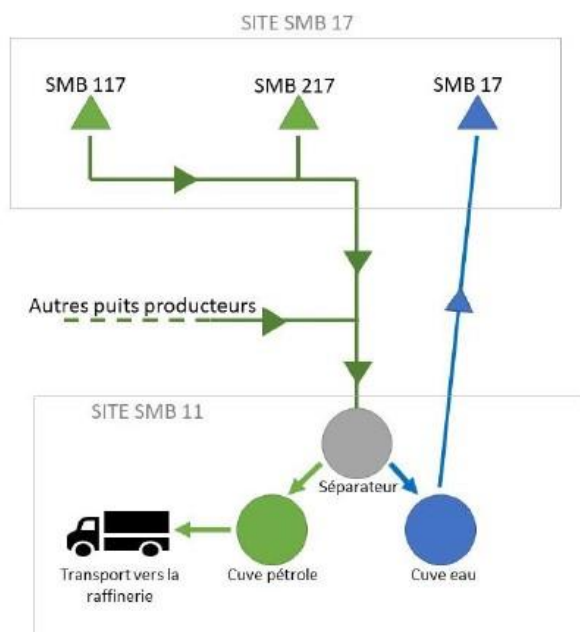 SITE SMB 17
SMB 117 SMB 217 SMB 17
Autres puits producteurs
SITE SMB 11
Séparateur
Transport vers la
raffinerie
Cuve pétrole
Cuve eau